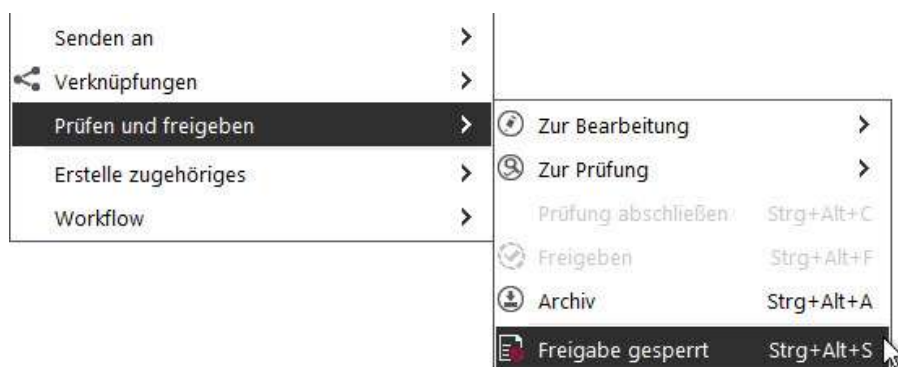 Senden an
Verknüpfungen
Prüfen und freigeben
Erstelle zugehöriges
Workflow
Zur Bearbeitung
Zur Prüfung
Prüfung abschließen Strg+Alt+C
Freigeben Strg+Alt+F
Archiv Strg+Alt+A
Freigabe gesperrt Strg+Alt+S